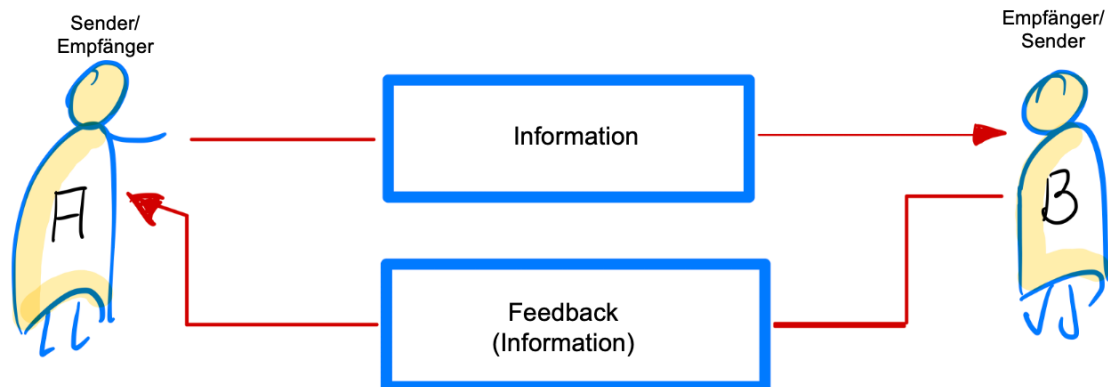 Sender/
Empfänger
Empfänger/
Sender
Information
A
B
Feedback
(Information)